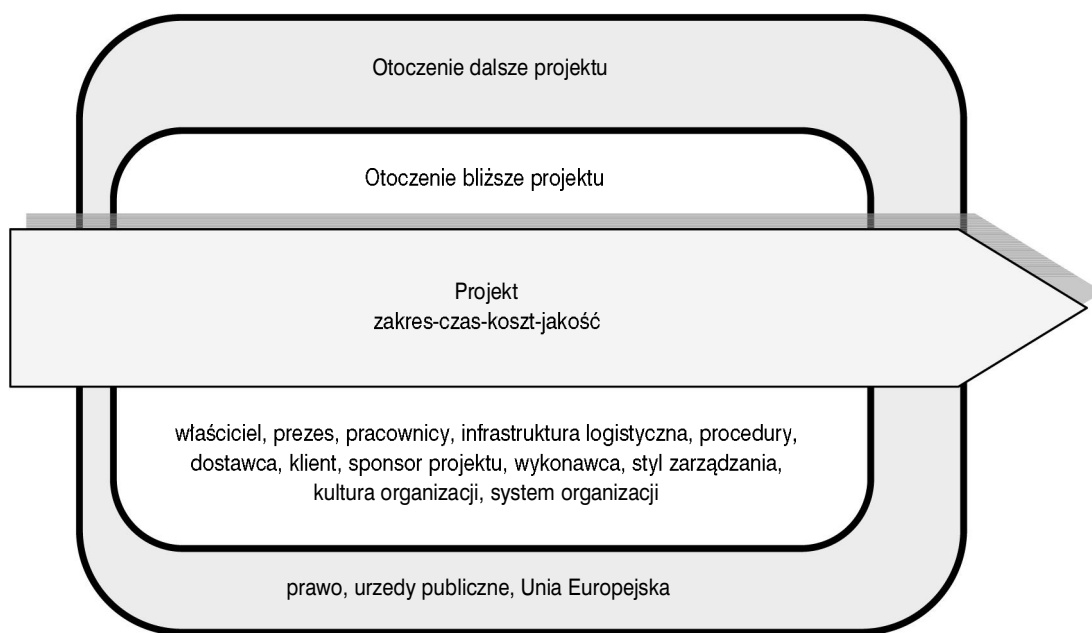 Otoczenie dalsze projektu
Otoczenie bliższe projektu
Projekt
zakres-czas-koszt-jakość
właściciel, prezes, pracownicy, infrastruktura logistyczna, procedury,
dostawca, klient, sponsor projektu, wykonawca, styl zarządzania,
kultura organizacji, system organizacji
prawo, urzedy publiczne, Unia Europejska